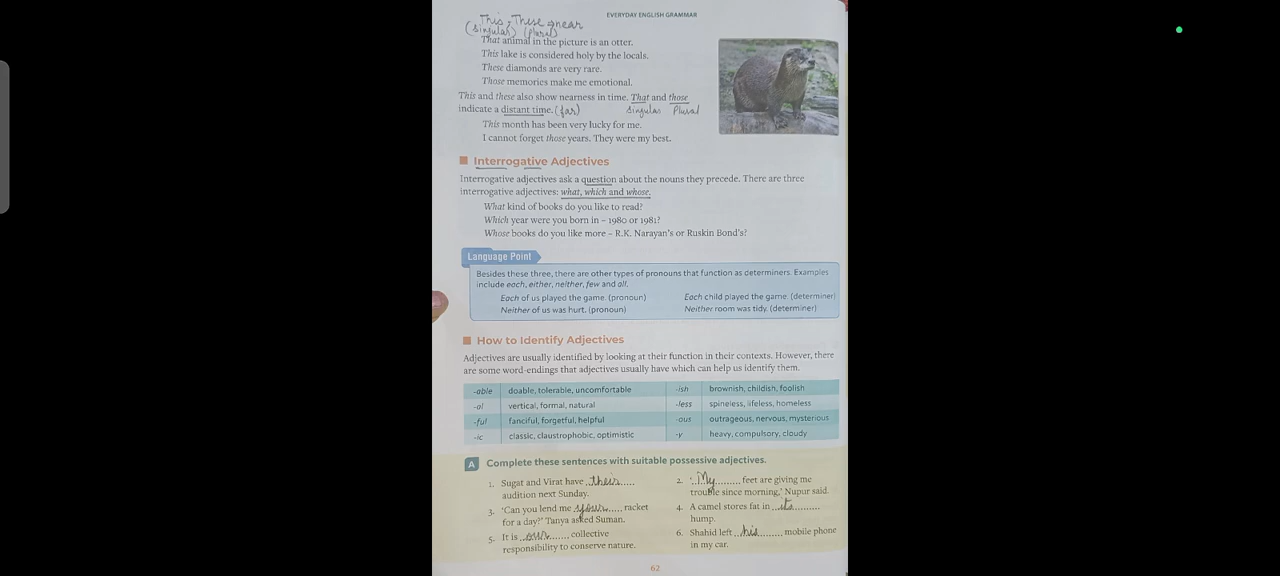 EVERYDAY ENGLISH GRAMMAR
This, These → near
(singular) (plural)
That animal in the picture is an otter.
This lake is considered holy by the locals.
These diamonds are very rare.
Those memories make me emotional.
This and these also show nearness in time. That and those
indicate a distant time. (far) singular Plural
This month has been very lucky for me.
I cannot forget those years. They were my best.
Interrogative Adjectives
Interrogative adjectives ask a question about the nouns they precede. There are three
interrogative adjectives: what, which and whose.
What kind of books do you like to read?
Which year were you born in – 1980 or 1981?
Whose books do you like more – R.K. Narayan's or Ruskin Bond's?
Language Point
Besides these three, there are other types of pronouns that function as determiners. Examples
include each, either, neither, few and all.
Each of us played the game. (pronoun) Each child played the game. (determiner)
Neither of us was hurt. (pronoun) Neither room was tidy. (determiner)
How to Identify Adjectives
Adjectives are usually identified by looking at their function in their contexts. However, there
are some word-endings that adjectives usually have which can help us identify them.
-able doable, tolerable, uncomfortable -ish brownish, childish, foolish
-al vertical, formal, natural -less spineless, lifeless, homeless
-ful fanciful, forgetful, helpful -ous outrageous, nervous, mysterious
-ic classic, claustrophobic, optimistic -y heavy, compulsory, cloudy
A Complete these sentences with suitable possessive adjectives.
1. Sugat and Virat have ..their.....
audition next Sunday.
2. '..My......... feet are giving me
trouble since morning,' Nupur said.
3. 'Can you lend me ..your..... racket
for a day?' Tanya asked Suman.
4. A camel stores fat in ...its..........
hump.
5. It is ..our........ collective
responsibility to conserve nature.
6. Shahid left ..his.......... mobile phone
in my car.
62